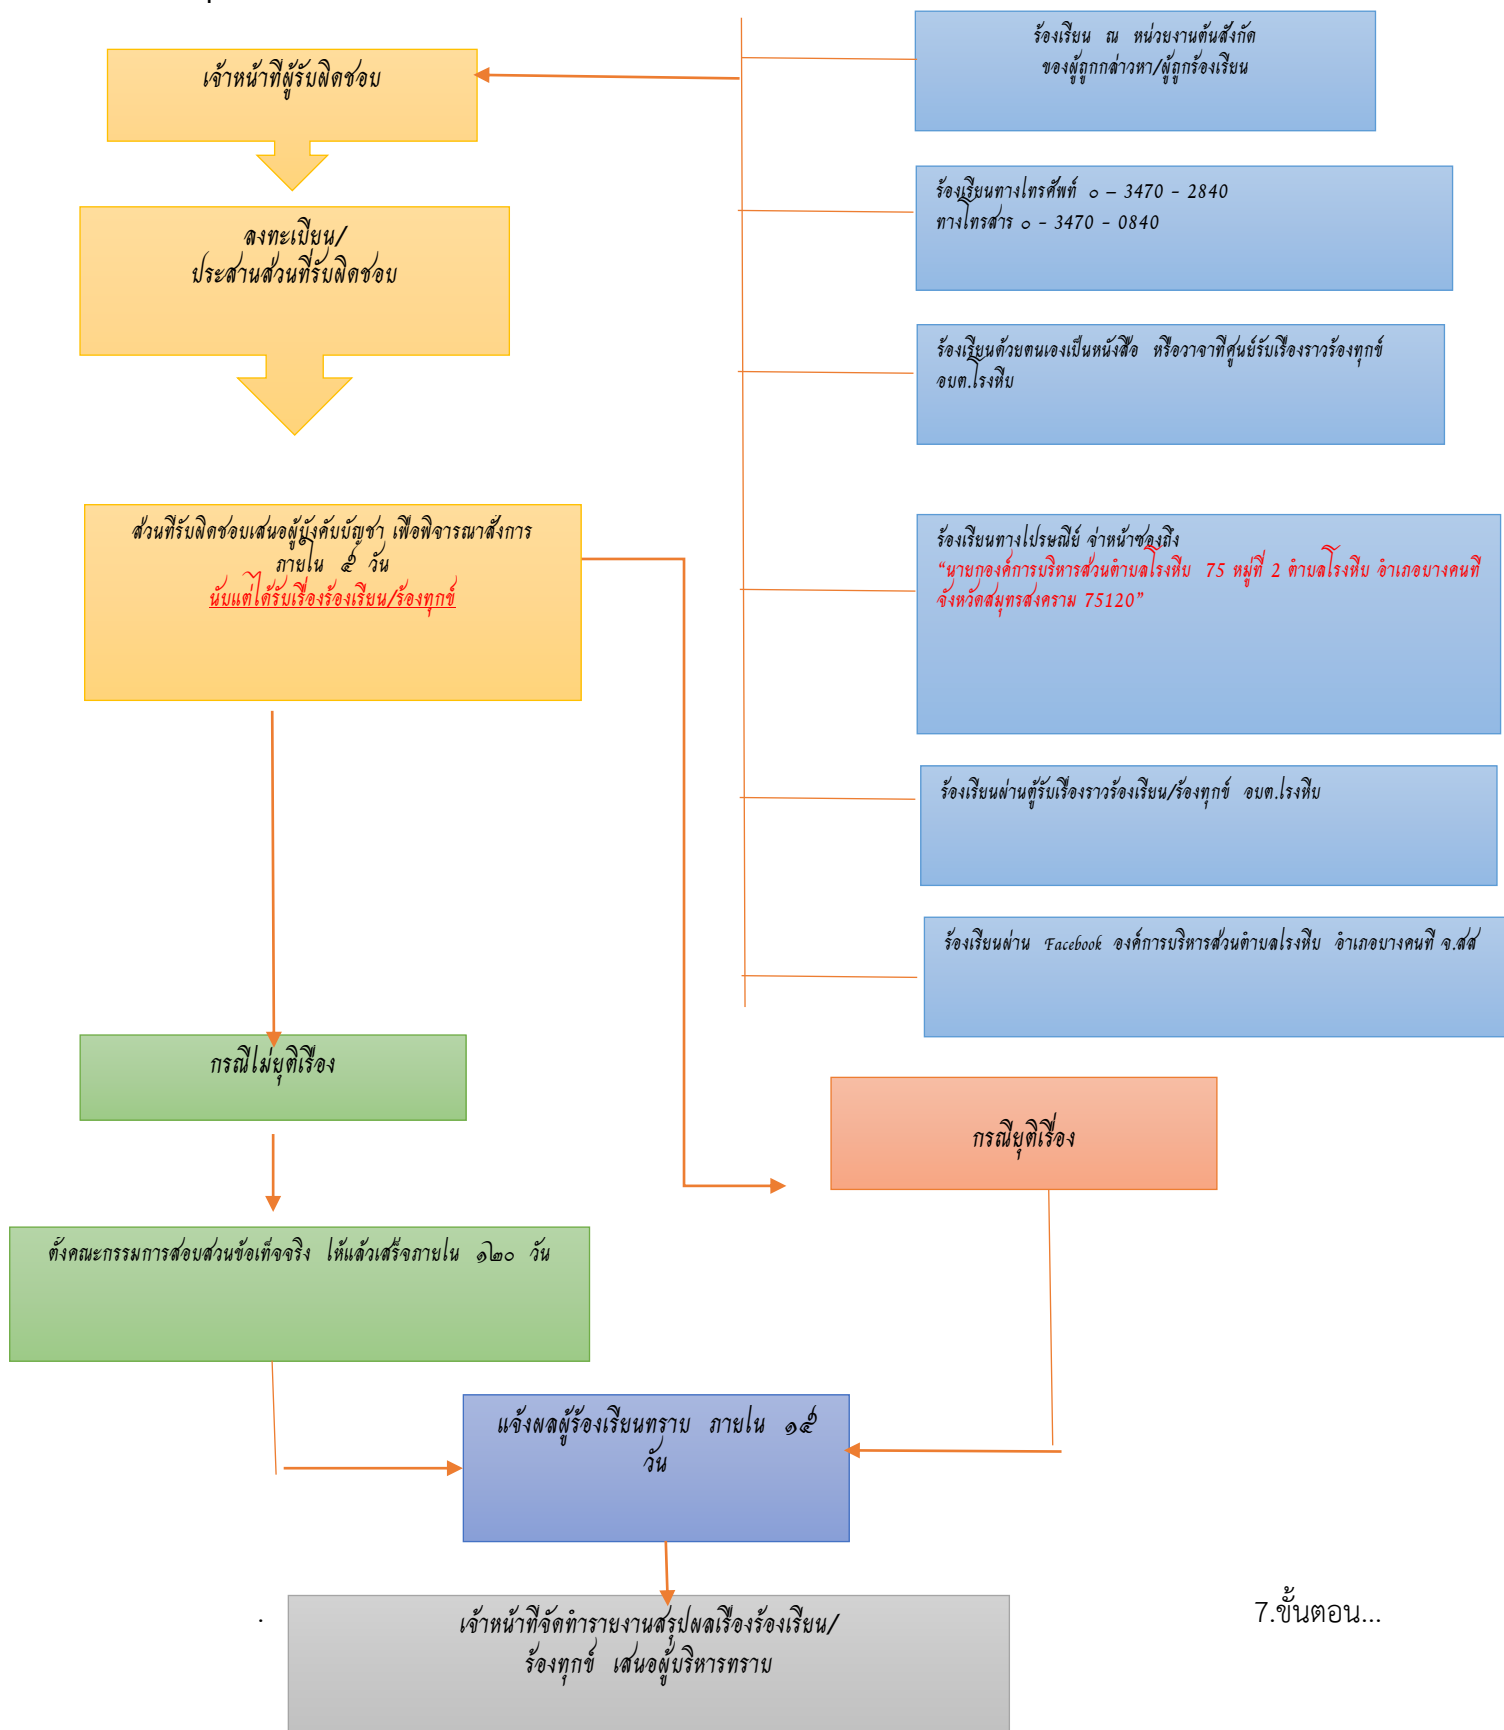 เจ้าหน้าที่ผู้รับผิดชอบ
ลงทะเบียน/
ประสานส่วนที่รับผิดชอบ
ส่วนที่รับผิดชอบเสนอผู้บังคับบัญชา เพื่อพิจารณาสั่งการ
ภายใน ๕ วัน
นับแต่ได้รับเรื่องร้องเรียน/ร้องทุกข์
ร้องเรียน ณ หน่วยงานต้นสังกัด
ของผู้ถูกกล่าวหา/ผู้ถูกร้องเรียน
ร้องเรียนทางโทรศัพท์ ๐ – 3470 - 2840
ทางโทรสาร ๐ - 3470 - 0840
ร้องเรียนด้วยตนเองเป็นหนังสือ หรือวาจาที่ศูนย์รับเรื่องราวร้องทุกข์
อบต.โรงหีบ
ร้องเรียนทางไปรษณีย์ จ่าหน้าซองถึง
“นายกองค์การบริหารส่วนตำบลโรงหีบ 75 หมู่ที่ 2 ตำบลโรงหีบ อำเภอบางคนที
จังหวัดสมุทรสงคราม 75120”
ร้องเรียนผ่านตู้รับเรื่องราวร้องเรียน/ร้องทุกข์ อบต.โรงหีบ
ร้องเรียนผ่าน Facebook องค์การบริหารส่วนตำบลโรงหีบ อำเภอบางคนที จ.สส
กรณีไม่ยุติเรื่อง
กรณียุติเรื่อง
ตั้งคณะกรรมการสอบสวนข้อเท็จจริง ให้แล้วเสร็จภายใน ๑๒๐ วัน
แจ้งผลผู้ร้องเรียนทราบ ภายใน ๑๕
วัน
เจ้าหน้าที่จัดทำรายงานสรุปผลเรื่องร้องเรียน/
ร้องทุกข์ เสนอผู้บริหารทราบ
.
7.ขั้นตอน...